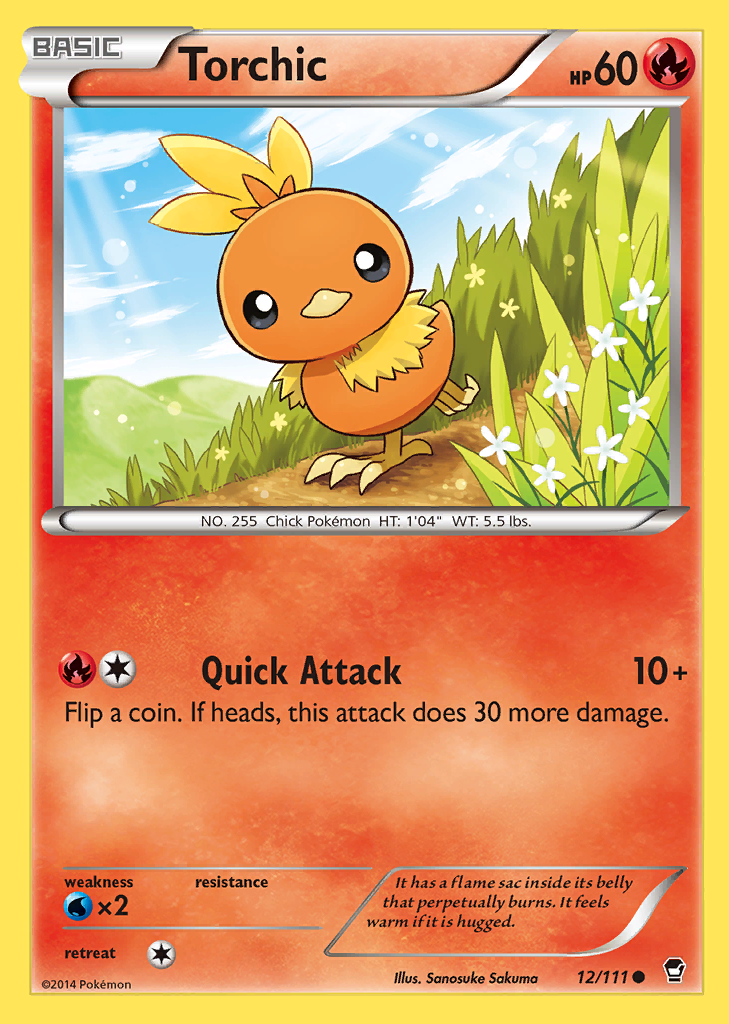 BASIC
Torchic
HP60
NO. 255 Chick Pokémon HT: 1'04" WT: 5.5 lbs.
Quick Attack 10+
Flip a coin. If heads, this attack does 30 more damage.
weakness resistance
×2
It has a flame sac inside its belly
that perpetually burns. It feels
warm if it is hugged.
retreat
©2014 Pokémon
Illus. Sanosuke Sakuma
12/111